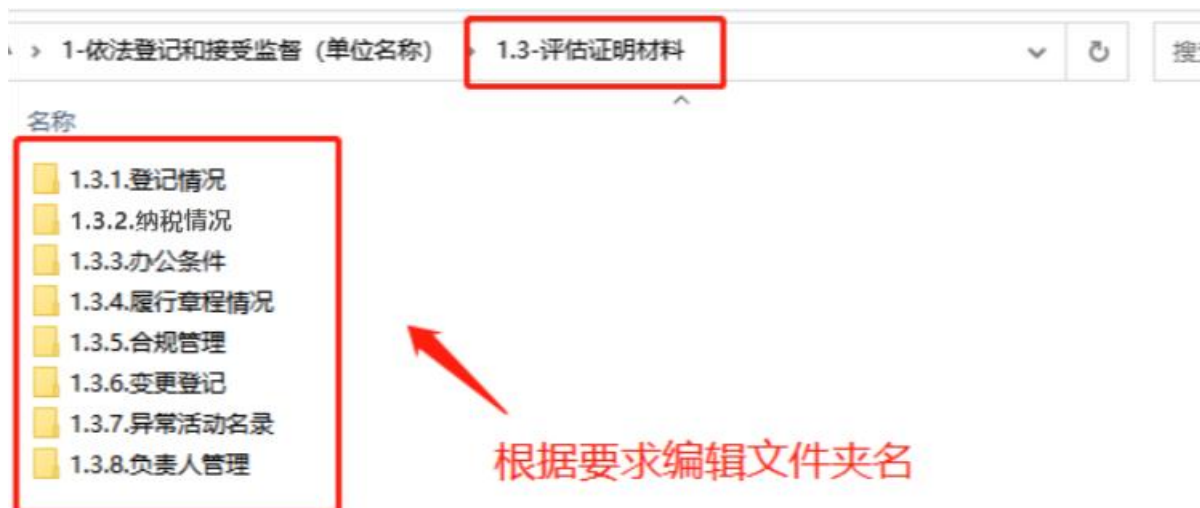 1-依法登记和接受监督（单位名称） 1.3-评估证明材料
名称
1.3.1.登记情况
1.3.2.纳税情况
1.3.3.办公条件
1.3.4.履行章程情况
1.3.5.合规管理
1.3.6.变更登记
1.3.7.异常活动名录
1.3.8.负责人管理
根据要求编辑文件夹名